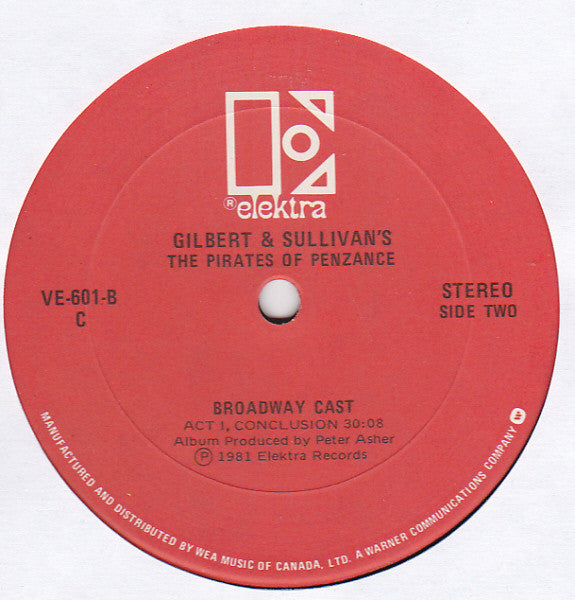 ® elektra
GILBERT & SULLIVAN'S
THE PIRATES OF PENZANCE
VE-601-B
C
STEREO
SIDE TWO
BROADWAY CAST
ACT I, CONCLUSION 30:08
Album Produced by Peter Asher
℗ 1981 Elektra Records
MANUFACTURED AND DISTRIBUTED BY WEA MUSIC OF CANADA, LTD. A WARNER COMMUNICATIONS COMPANY 4